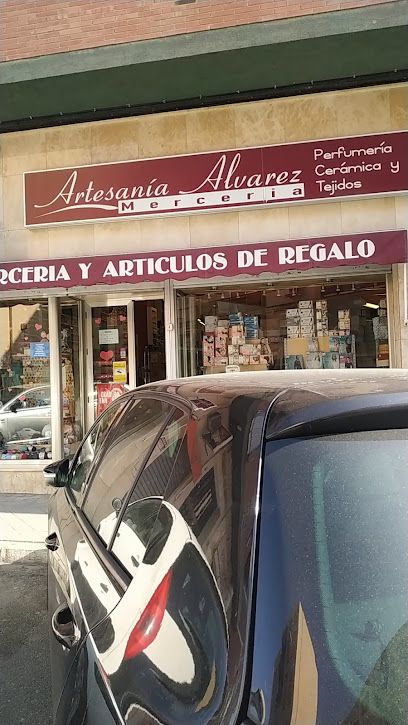 Artesanía Alvarez
Mercería
Perfumería
Cerámica y
Tejidos
RCERIA Y ARTICULOS DE REGALO